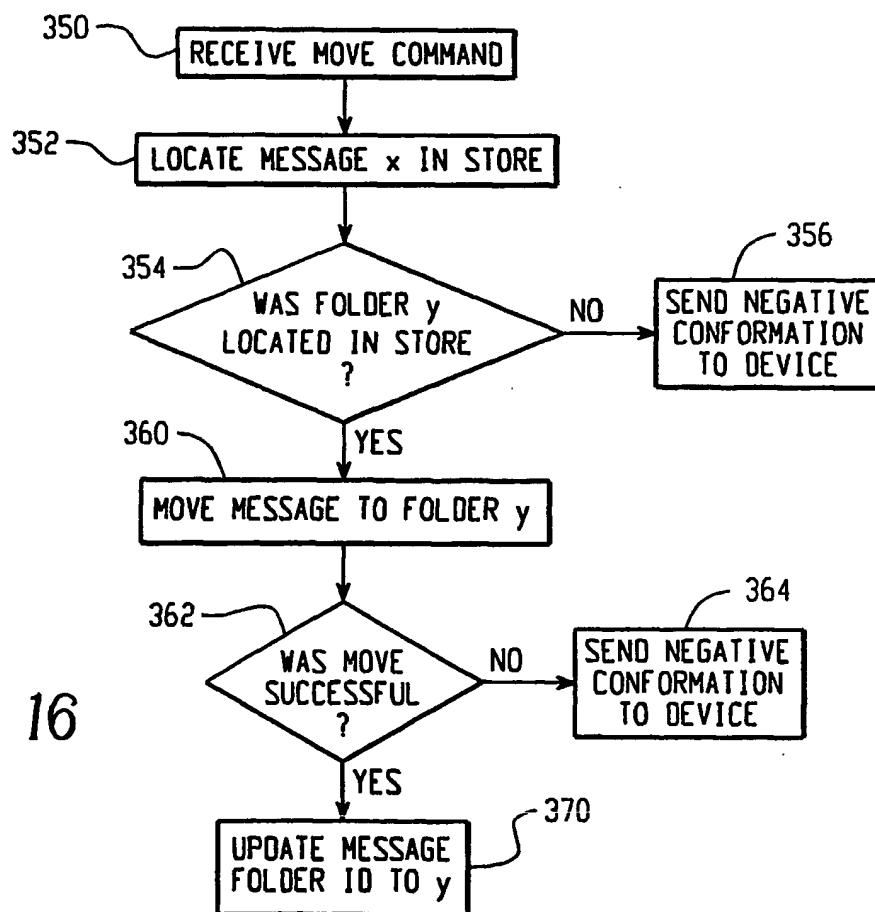 350
RECEIVE MOVE COMMAND
352
LOCATE MESSAGE x IN STORE
354
WAS FOLDER y
LOCATED IN STORE
?
NO
356
SEND NEGATIVE
CONFORMATION
TO DEVICE
YES
360
MOVE MESSAGE TO FOLDER y
362
WAS MOVE
SUCCESSFUL
?
NO
364
SEND NEGATIVE
CONFORMATION
TO DEVICE
16
YES
370
UPDATE MESSAGE
FOLDER ID TO y